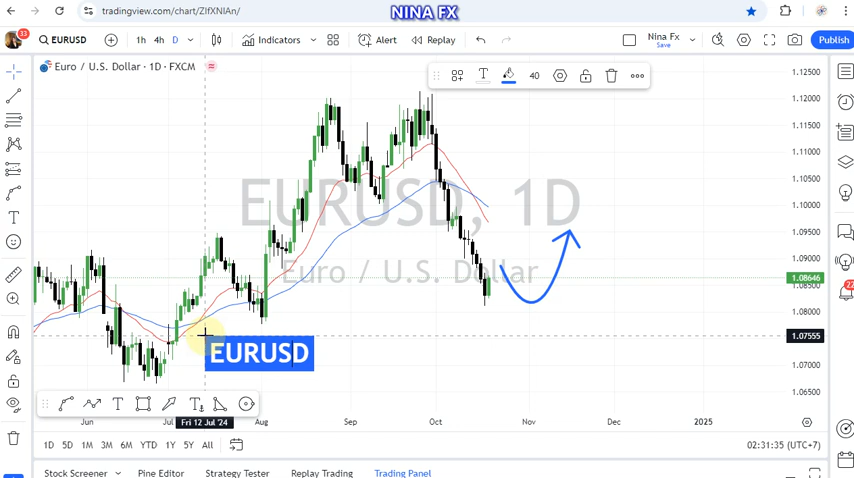 NINA FX
tradingview.com/chart/ZIfXNIAn/
33
EURUSD 1h 4h D Indicators Alert Replay Nina Fx Save Publish
Euro / U.S. Dollar · 1D · FXCM
T 40
EURUSD, 1D
Euro / U.S. Dollar
EURUSD
1.12500
1.12000
1.11500
1.11000
1.10500
1.10000
1.09500
1.09000
1.08646
1.08500
1.08000
1.07555
1.07000
1.06500
22
Jun Jul Fri 12 Jul '24 Aug Sep Oct Nov Dec 2025
1D 5D 1M 3M 6M YTD 1Y 5Y All 02:31:35 (UTC+7)
Stock Screener Pine Editor Strategy Tester Replay Trading Trading Panel